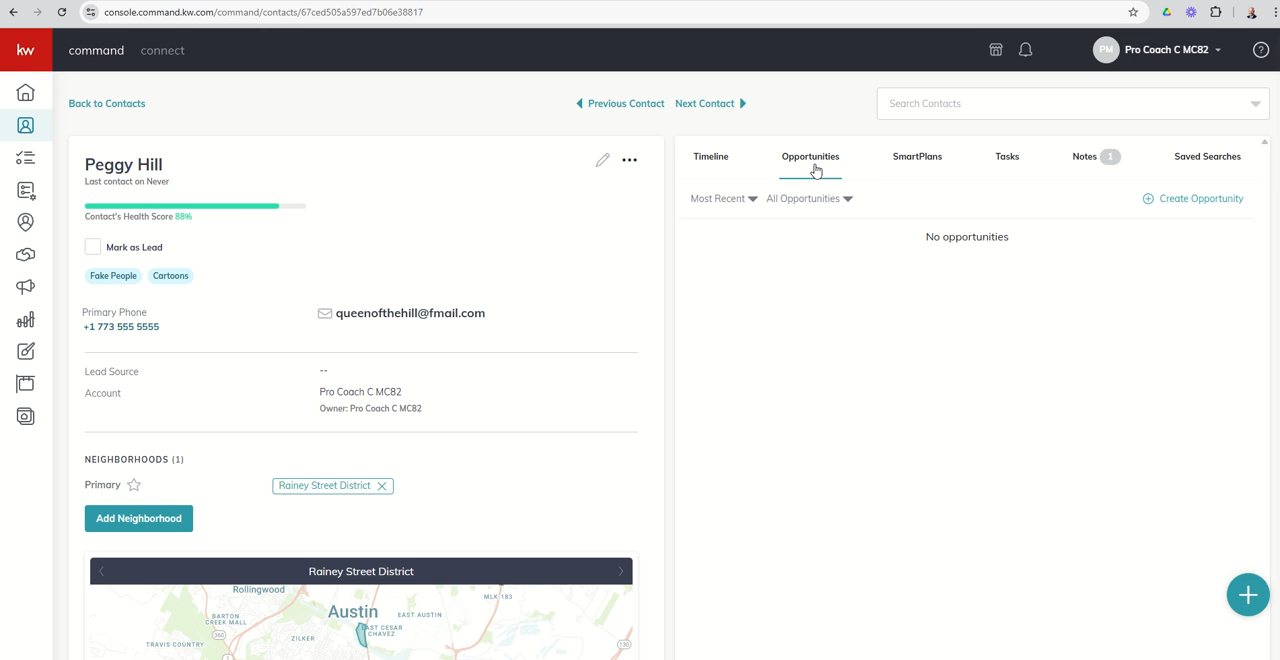 console.command.kw.com/command/contacts/67ced505a597ed7b06e38817
kw
command connect
PM Pro Coach C MC82
Back to Contacts
Previous Contact Next Contact
Search Contacts
Peggy Hill
Last contact on Never
Contact's Health Score 88%
Mark as Lead
Fake People Cartoons
Primary Phone
+1 773 555 5555
queenofthehill@fmail.com
Lead Source --
Account Pro Coach C MC82
Owner: Pro Coach C MC82
NEIGHBORHOODS (1)
Primary Rainey Street District
Add Neighborhood
Rainey Street District
Rollingwood
MLK 183
BARTON
CREEK MALL
Austin
EAST AUSTIN
360
ZILKER
EAST CESAR
CHAVEZ
TRAVIS COUNTRY
130
Timeline Opportunities SmartPlans Tasks Notes 1 Saved Searches
Most Recent All Opportunities Create Opportunity
No opportunities